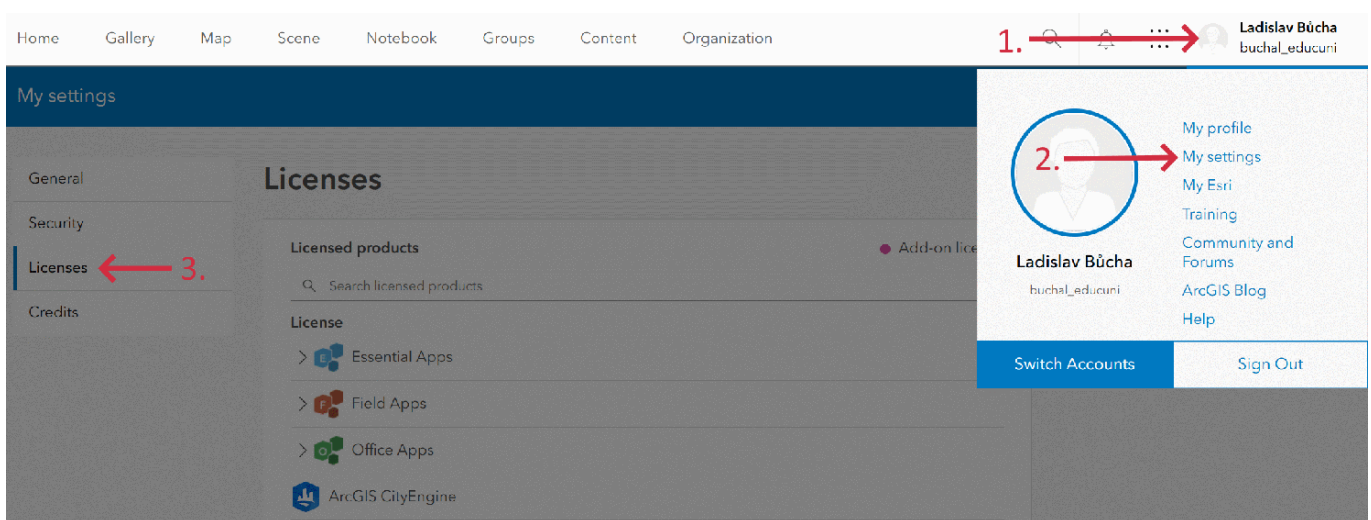 Home Gallery Map Scene Notebook Groups Content Organization
1.
Ladislav Bůcha
buchal_educuni
My settings
General
Security
Licenses
3.
Credits
Licenses
Licensed products
Add-on lice
Search licensed products
License
Essential Apps
Field Apps
Office Apps
ArcGIS CityEngine
2.
Ladislav Bůcha
buchal_educuni
My profile
My settings
My Esri
Training
Community and
Forums
ArcGIS Blog
Help
Switch Accounts
Sign Out